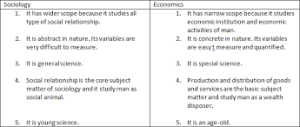 Sociology
Economics
1. It has wider scope because it studies all
type of social relationship.
2. It is abstract in nature. Its variables are
very difficult to measure.
3. It is general science.
4. Social relationship is the core subject
matter of sociology and it study man as
social animal.
5. It is young science.
1. It has narrow scope because it studies
economic institution and economic
activities of man.
2. It is concrete in nature. Its variables
are easy measure and quantified.
3. It is special science.
4. Production and distribution of goods
and services are the basic subject
matter and study man as a wealth
disposer.
5. It is an age-old.